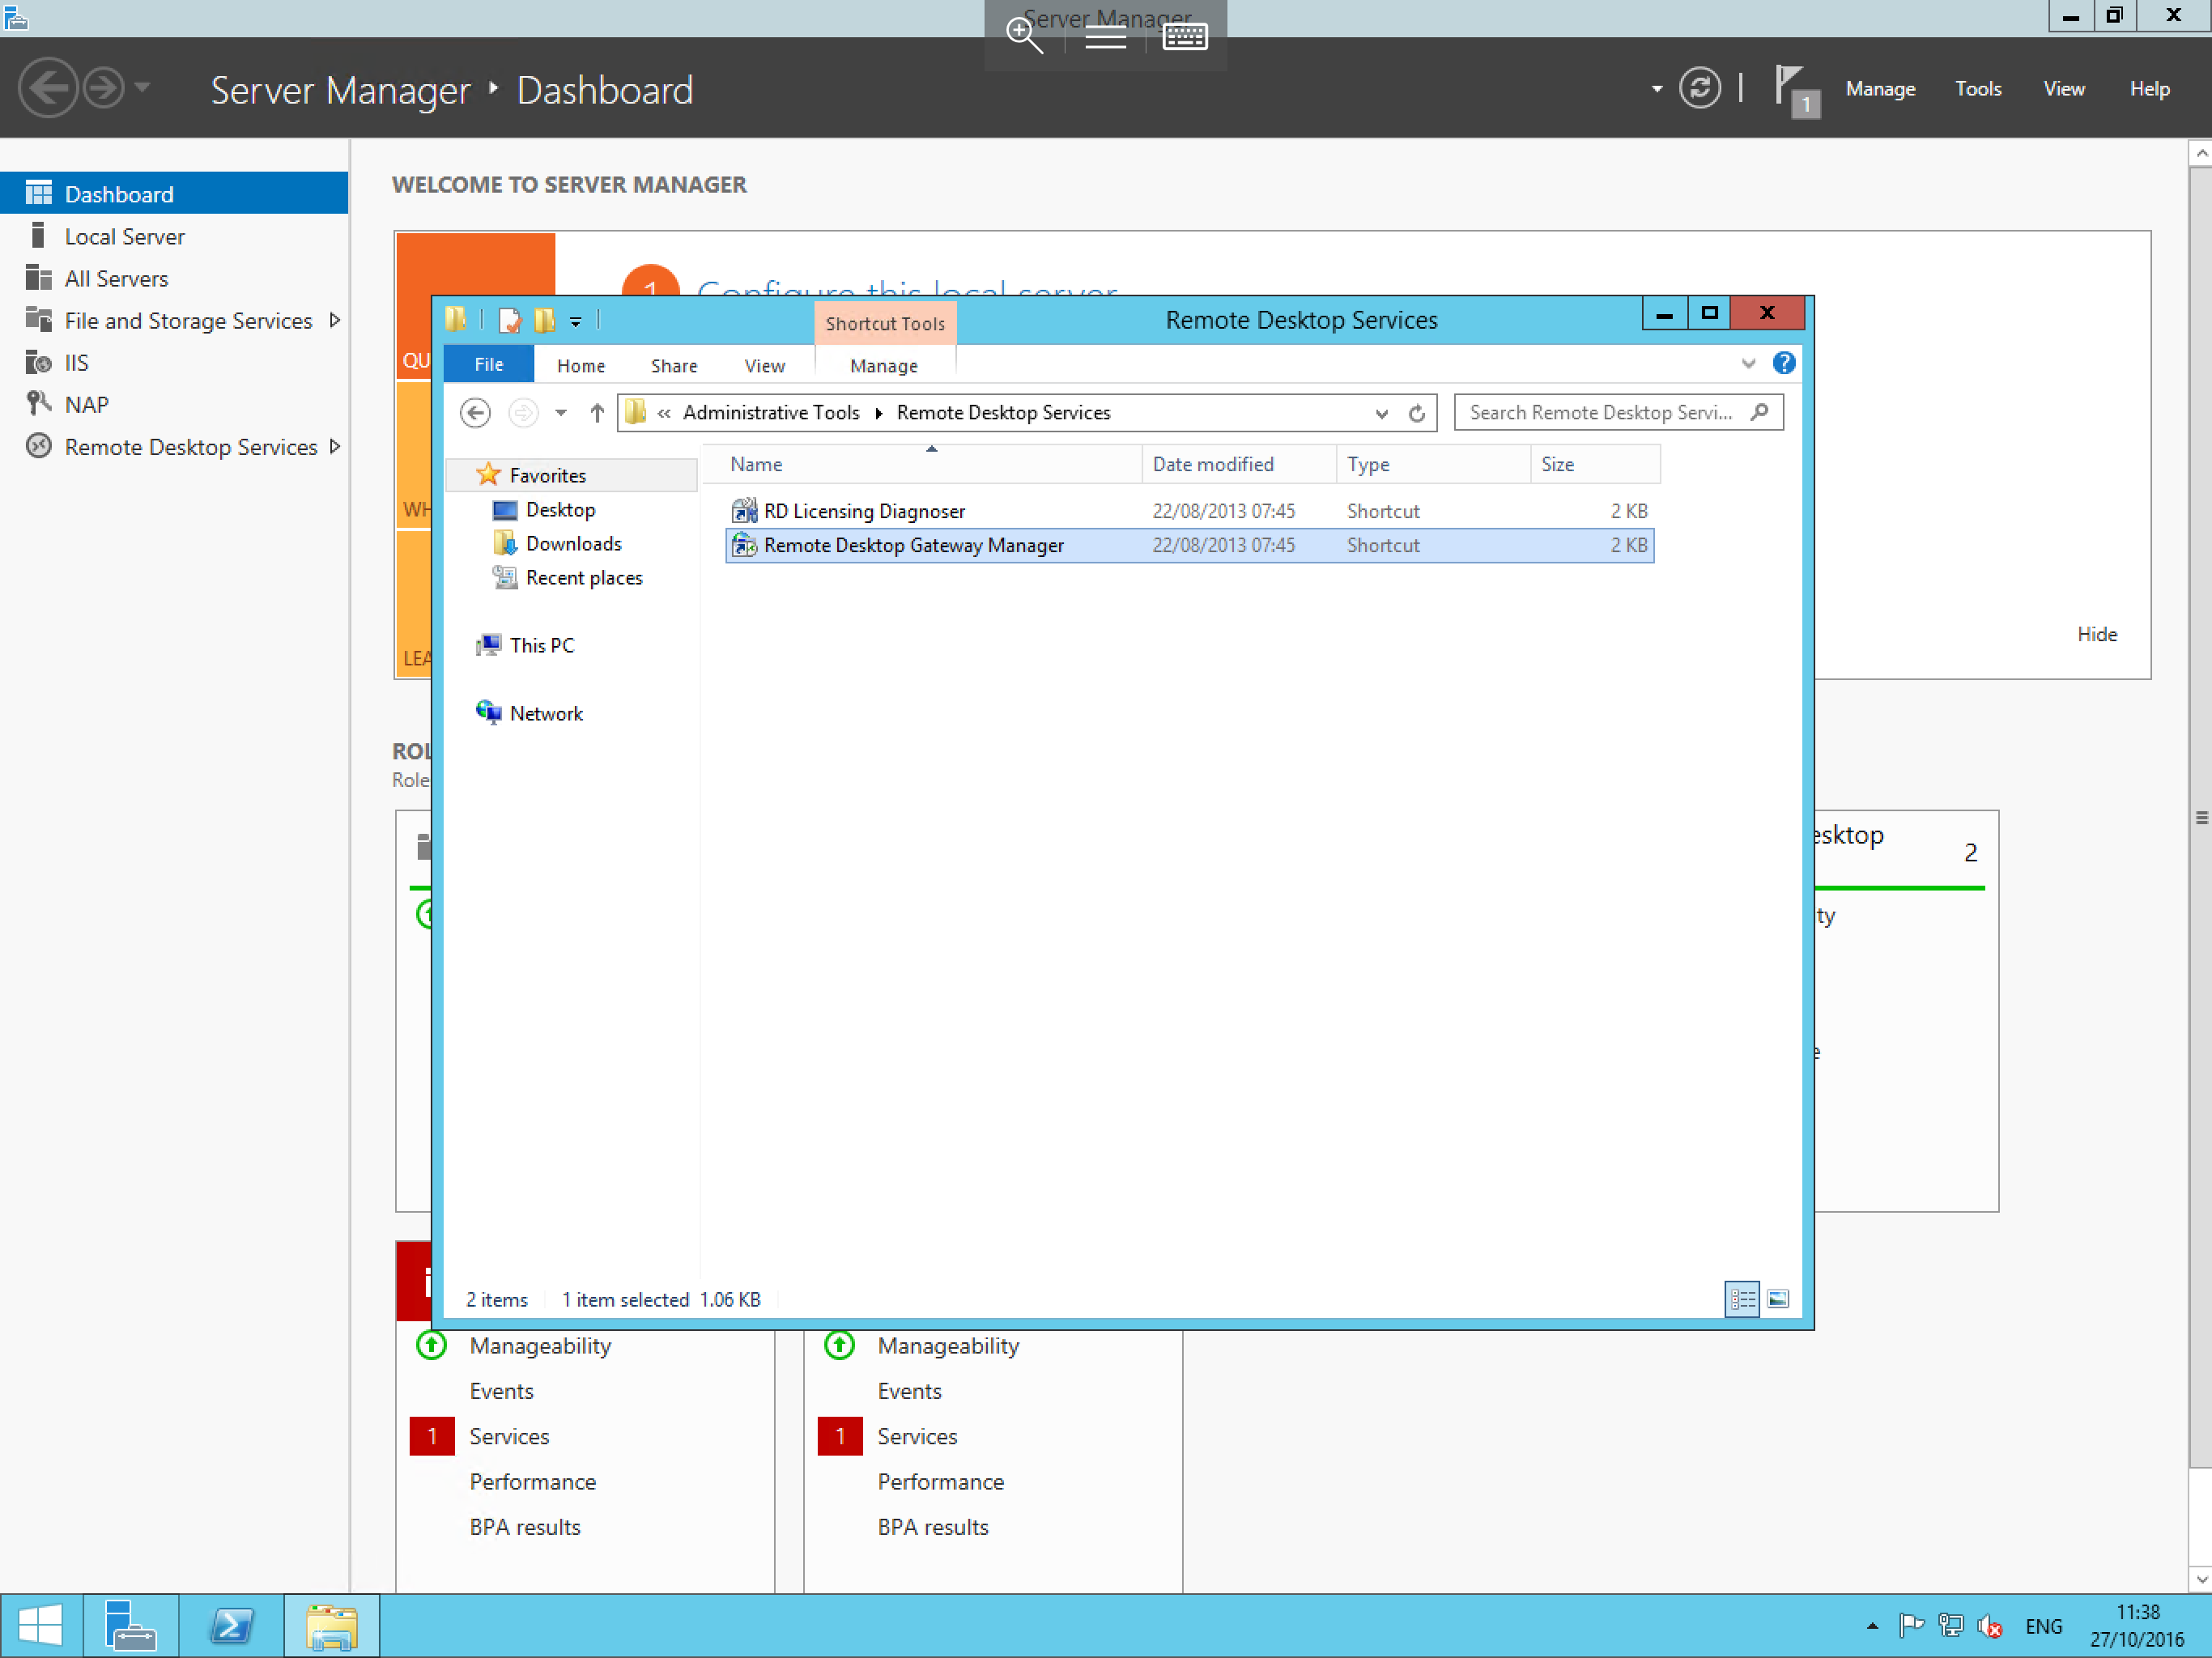 Server Manager
Server Manager Dashboard
1
Manage Tools View Help
Dashboard
Local Server
All Servers
File and Storage Services
IIS
NAP
Remote Desktop Services
WELCOME TO SERVER MANAGER
1 Configure this local server
QU
WH
LEA
Hide
Shortcut Tools
Remote Desktop Services
File Home Share View Manage
« Administrative Tools Remote Desktop Services
Search Remote Desktop Servi...
Favorites
Desktop
Downloads
Recent places
This PC
Network
Name Date modified Type Size
RD Licensing Diagnoser 22/08/2013 07:45 Shortcut 2 KB
Remote Desktop Gateway Manager 22/08/2013 07:45 Shortcut 2 KB
2 items 1 item selected 1.06 KB
ROL
Role
esktop 2
ty
e
Manageability
Events
1 Services
Performance
BPA results
Manageability
Events
1 Services
Performance
BPA results
ENG
11:38
27/10/2016